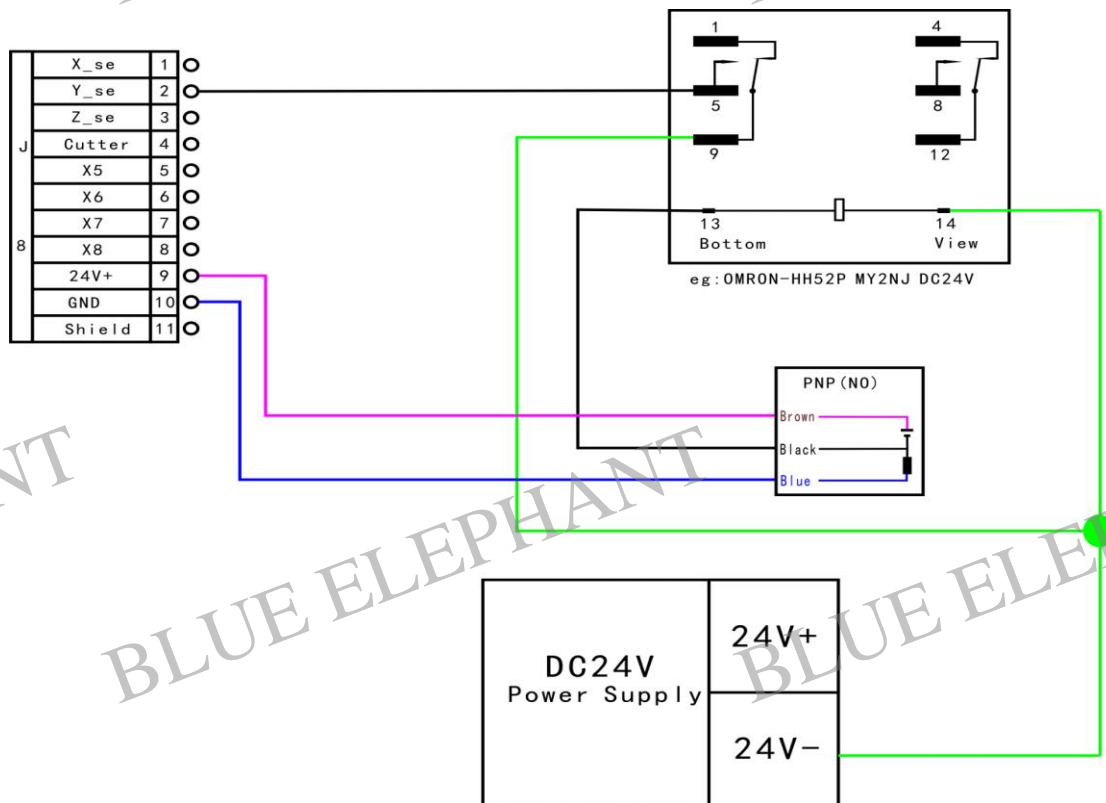 X_se 1
Y_se 2
Z_se 3
Cutter 4
X5 5
X6 6
X7 7
X8 8
24V+ 9
GND 10
Shield 11
J
8
1
4
5
8
9
12
13
14
Bottom
View
eg:OMRON-HH52P MY2NJ DC24V
PNP(NO)
Brown
Black
Blue
DC24V
Power Supply
24V+
24V-
BLUE ELEPHANT
BLUE ELE
NT